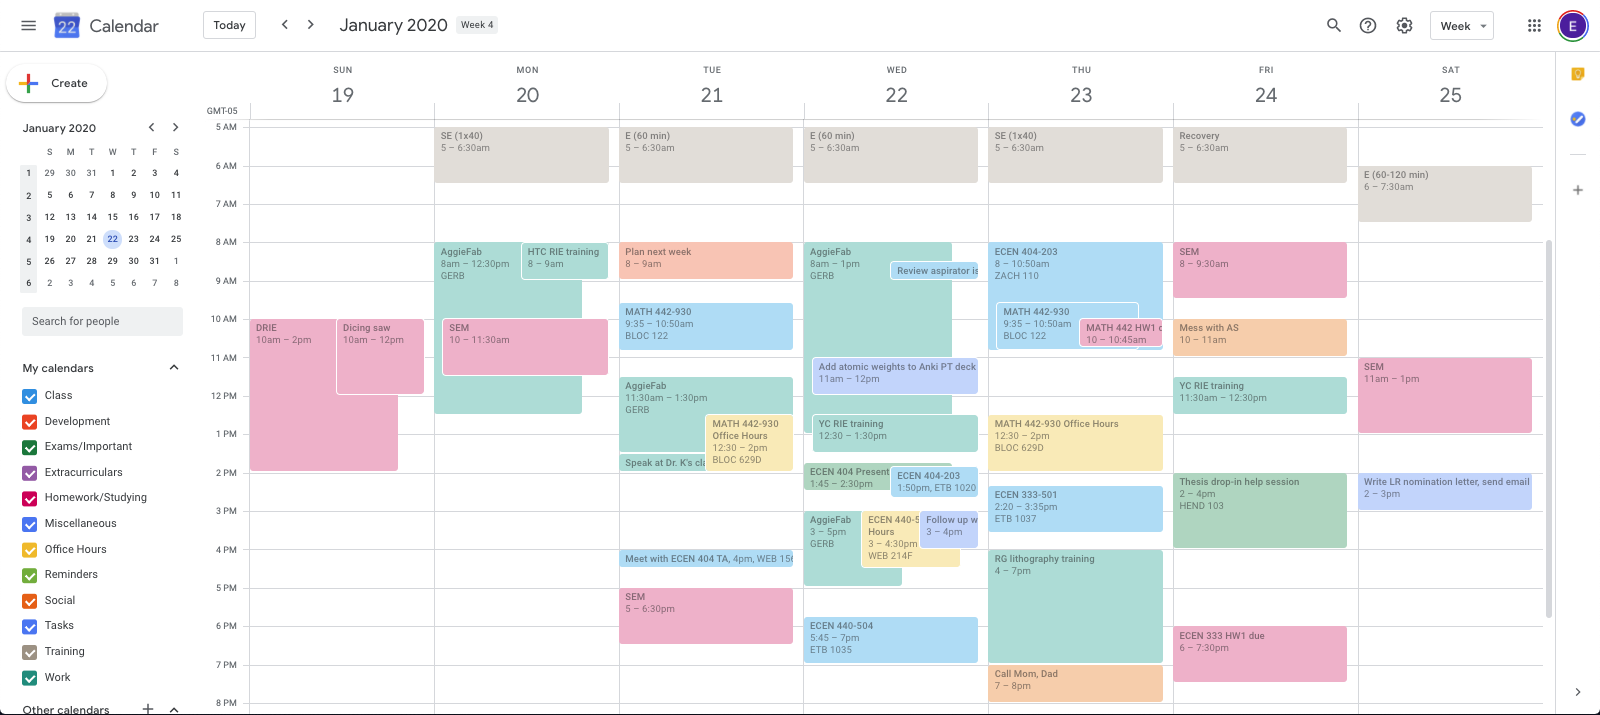 22 Calendar
Today
January 2020
Week 4
Week
E
Create
January 2020
S M T W T F S
1 29 30 31 1 2 3 4
2 5 6 7 8 9 10 11
3 12 13 14 15 16 17 18
4 19 20 21 22 23 24 25
5 26 27 28 29 30 31 1
6 2 3 4 5 6 7 8
Search for people
My calendars
Class
Development
Exams/Important
Extracurriculars
Homework/Studying
Miscellaneous
Office Hours
Reminders
Social
Tasks
Training
Work
Other calendars
GMT-05
5 AM
6 AM
7 AM
8 AM
9 AM
10 AM
11 AM
12 PM
1 PM
2 PM
3 PM
4 PM
5 PM
6 PM
7 PM
8 PM
SUN
19
DRIE
10am – 2pm
Dicing saw
10am – 12pm
MON
20
SE (1x40)
5 – 6:30am
AggieFab
8am – 12:30pm
GERB
HTC RIE training
8 – 9am
SEM
10 – 11:30am
TUE
21
E (60 min)
5 – 6:30am
Plan next week
8 – 9am
MATH 442-930
9:35 – 10:50am
BLOC 122
AggieFab
11:30am – 1:30pm
GERB
MATH 442-930
Office Hours
12:30 – 2pm
BLOC 629D
Speak at Dr. K's cla
Meet with ECEN 404 TA, 4pm, WEB 156
SEM
5 – 6:30pm
WED
22
E (60 min)
5 – 6:30am
AggieFab
8am – 1pm
GERB
Review aspirator is
Add atomic weights to Anki PT deck
11am – 12pm
YC RIE training
12:30 – 1:30pm
ECEN 404 Present
1:45 – 2:30pm
ECEN 404-203
1:50pm, ETB 1020
AggieFab
3 – 5pm
GERB
ECEN 440-5
Hours
3 – 4:30pm
WEB 214F
Follow up w
3 – 4pm
ECEN 440-504
5:45 – 7pm
ETB 1035
THU
23
SE (1x40)
5 – 6:30am
ECEN 404-203
8 – 10:50am
ZACH 110
MATH 442-930
9:35 – 10:50am
BLOC 122
MATH 442 HW1 c
10 – 10:45am
MATH 442-930 Office Hours
12:30 – 2pm
BLOC 629D
ECEN 333-501
2:20 – 3:35pm
ETB 1037
RG lithography training
4 – 7pm
Call Mom, Dad
7 – 8pm
FRI
24
Recovery
5 – 6:30am
SEM
8 – 9:30am
Mess with AS
10 – 11am
YC RIE training
11:30am – 12:30pm
Thesis drop-in help session
2 – 4pm
HEND 103
ECEN 333 HW1 due
6 – 7:30pm
SAT
25
E (60-120 min)
6 – 7:30am
SEM
11am – 1pm
Write LR nomination letter, send email
2 – 3pm